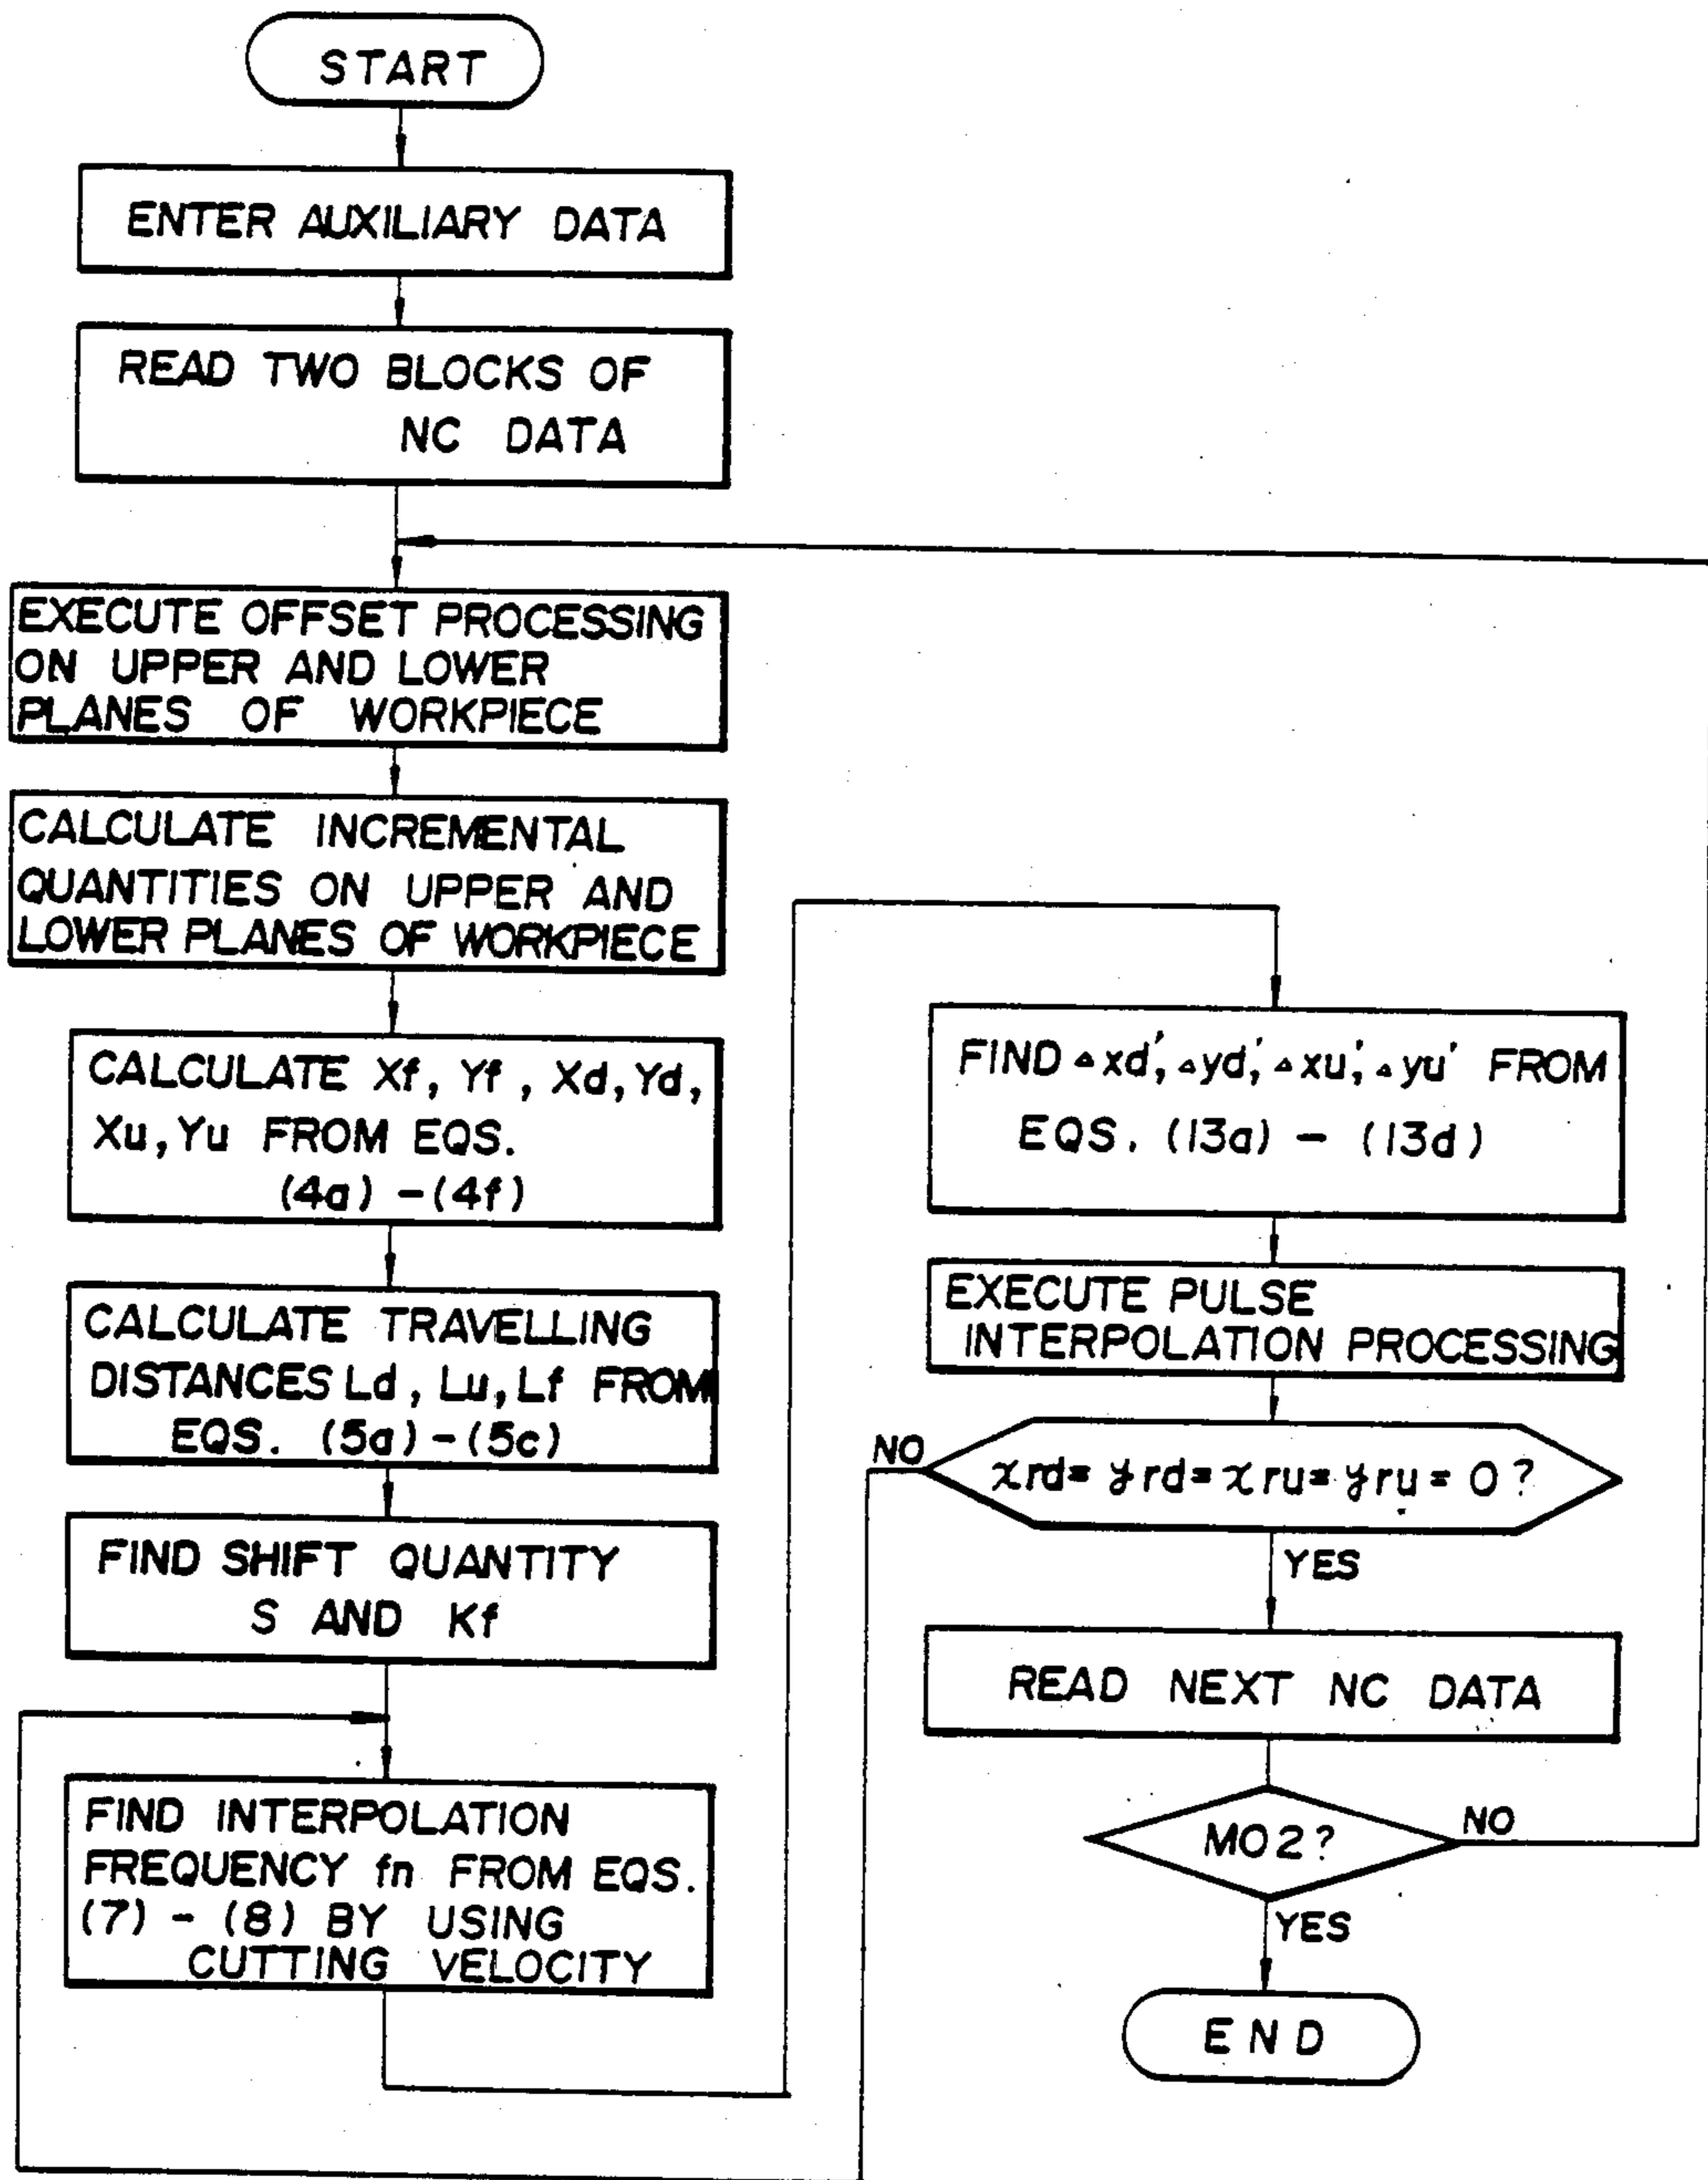 START
ENTER AUXILIARY DATA
READ TWO BLOCKS OF
NC DATA
EXECUTE OFFSET PROCESSING
ON UPPER AND LOWER
PLANES OF WORKPIECE
CALCULATE INCREMENTAL
QUANTITIES ON UPPER AND
LOWER PLANES OF WORKPIECE
CALCULATE Xf, Yf, Xd, Yd,
Xu, Yu FROM EQS.
(4a) - (4f)
CALCULATE TRAVELLING
DISTANCES Ld, Lu, Lf FROM
EQS. (5a) - (5c)
FIND SHIFT QUANTITY
S AND Kf
FIND INTERPOLATION
FREQUENCY fn FROM EQS.
(7) - (8) BY USING
CUTTING VELOCITY
FIND ▵xd', ▵yd', ▵xu', ▵yu' FROM
EQS. (13a) - (13d)
EXECUTE PULSE
INTERPOLATION PROCESSING
NO
xrd = yrd = xru = yru = 0 ?
YES
READ NEXT NC DATA
MO2?
NO
YES
END